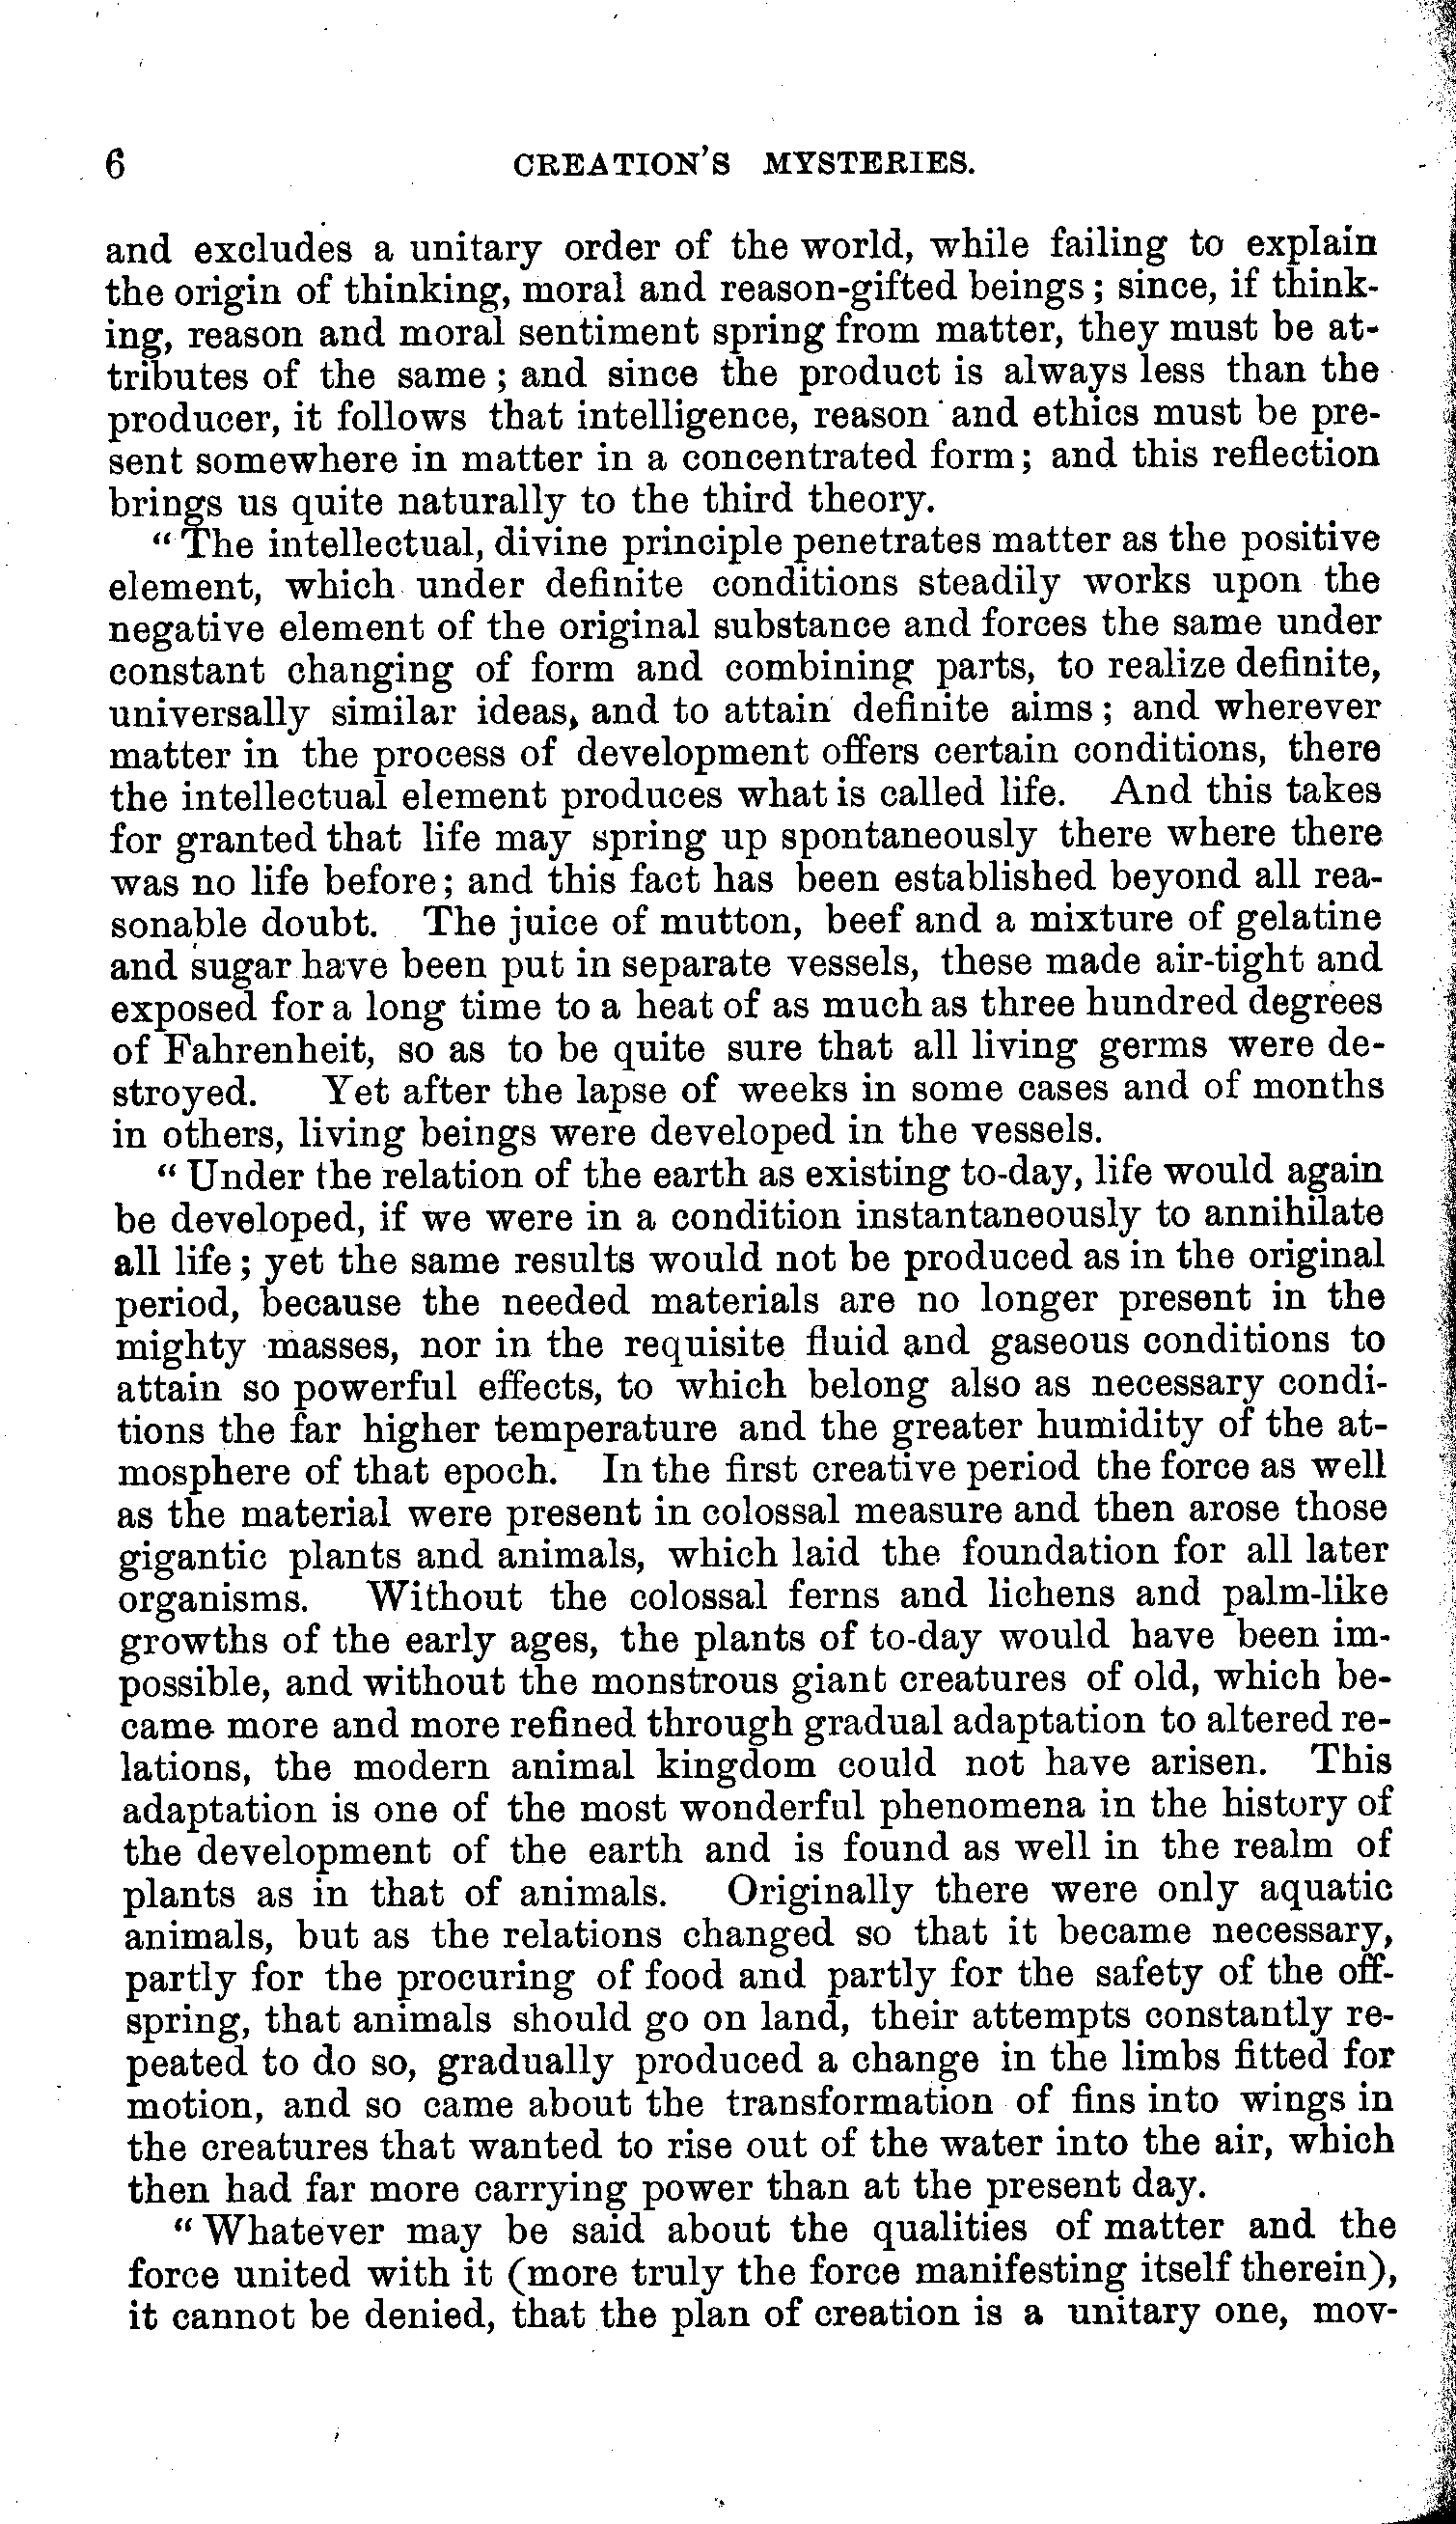 6 CREATION'S MYSTERIES.
and excludes a unitary order of the world, while failing to explain
the origin of thinking, moral and reason-gifted beings; since, if think-
ing, reason and moral sentiment spring from matter, they must be at-
tributes of the same; and since the product is always less than the
producer, it follows that intelligence, reason and ethics must be pre-
sent somewhere in matter in a concentrated form; and this reflection
brings us quite naturally to the third theory.
"The intellectual, divine principle penetrates matter as the positive
element, which under definite conditions steadily works upon the
negative element of the original substance and forces the same under
constant changing of form and combining parts, to realize definite,
universally similar ideas, and to attain definite aims; and wherever
matter in the process of development offers certain conditions, there
the intellectual element produces what is called life. And this takes
for granted that life may spring up spontaneously there where there
was no life before; and this fact has been established beyond all rea-
sonable doubt. The juice of mutton, beef and a mixture of gelatine
and sugar have been put in separate vessels, these made air-tight and
exposed for a long time to a heat of as much as three hundred degrees
of Fahrenheit, so as to be quite sure that all living germs were de-
stroyed. Yet after the lapse of weeks in some cases and of months
in others, living beings were developed in the vessels.
"Under the relation of the earth as existing to-day, life would again
be developed, if we were in a condition instantaneously to annihilate
all life; yet the same results would not be produced as in the original
period, because the needed materials are no longer present in the
mighty masses, nor in the requisite fluid and gaseous conditions to
attain so powerful effects, to which belong also as necessary condi-
tions the far higher temperature and the greater humidity of the at-
mosphere of that epoch. In the first creative period the force as well
as the material were present in colossal measure and then arose those
gigantic plants and animals, which laid the foundation for all later
organisms. Without the colossal ferns and lichens and palm-like
growths of the early ages, the plants of to-day would have been im-
possible, and without the monstrous giant creatures of old, which be-
came more and more refined through gradual adaptation to altered re-
lations, the modern animal kingdom could not have arisen. This
adaptation is one of the most wonderful phenomena in the history of
the development of the earth and is found as well in the realm of
plants as in that of animals. Originally there were only aquatic
animals, but as the relations changed so that it became necessary,
partly for the procuring of food and partly for the safety of the off-
spring, that animals should go on land, their attempts constantly re-
peated to do so, gradually produced a change in the limbs fitted for
motion, and so came about the transformation of fins into wings in
the creatures that wanted to rise out of the water into the air, which
then had far more carrying power than at the present day.
"Whatever may be said about the qualities of matter and the
force united with it (more truly the force manifesting itself therein),
it cannot be denied, that the plan of creation is a unitary one, mov-